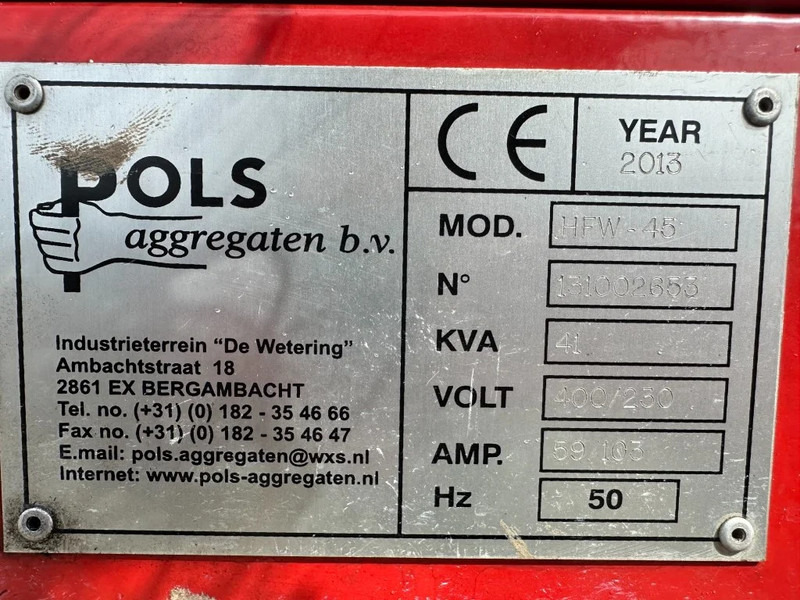 POLS
aggregaten b.v.
Industrieterrein “De Wetering”
Ambachtstraat 18
2861 EX BERGAMBACHT
Tel. no. (+31) (0) 182 - 35 46 66
Fax no. (+31) (0) 182 - 35 46 47
E.mail: pols.aggregaten@wxs.nl
Internet: www.pols-aggregaten.nl
CE
YEAR
2013
MOD. HFW-45
N° 131002653
KVA 41
VOLT 400/230
AMP. 59/103
Hz 50